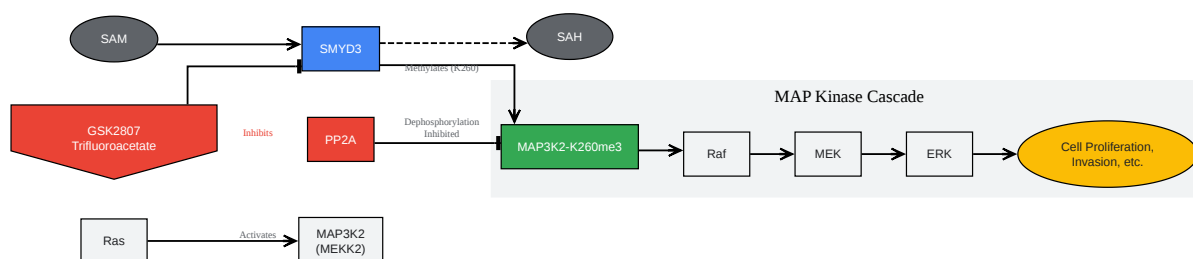 SAM
SMYD3
SAH
Methylates (K260)
MAP Kinase Cascade
GSK2807
Trifluoroacetate
Inhibits
PP2A
Dephosphorylation
Inhibited
MAP3K2-K260me3
Raf
MEK
ERK
Cell Proliferation,
Invasion, etc.
Ras
Activates
MAP3K2
(MEKK2)